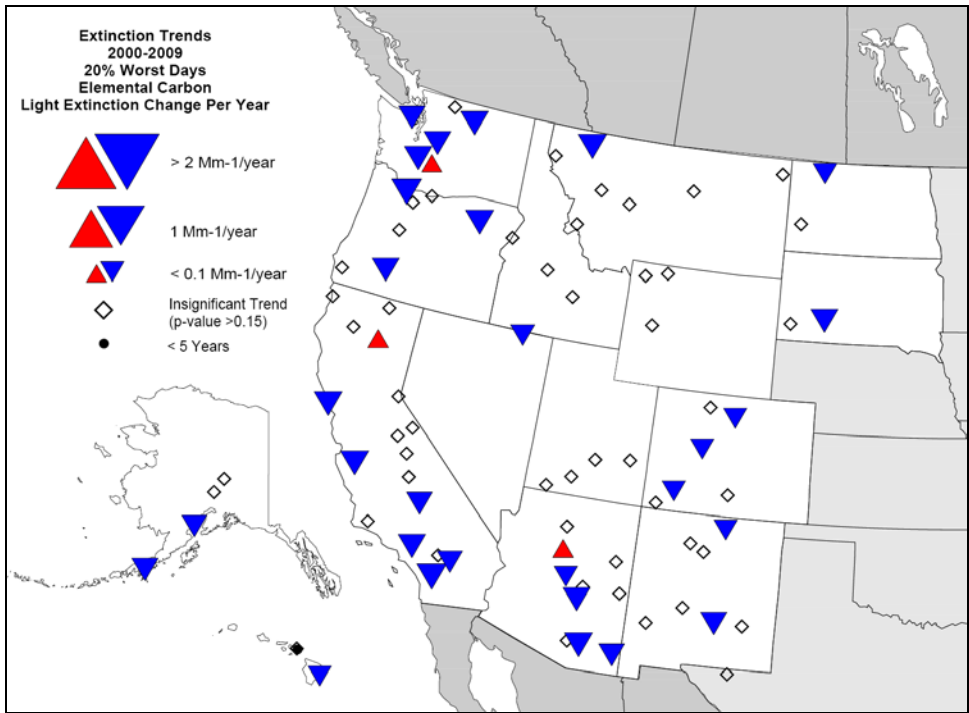 Extinction Trends
2000-2009
20% Worst Days
Elemental Carbon
Light Extinction Change Per Year
> 2 Mm-1/year
1 Mm-1/year
< 0.1 Mm-1/year
Insignificant Trend
(p-value >0.15)
< 5 Years